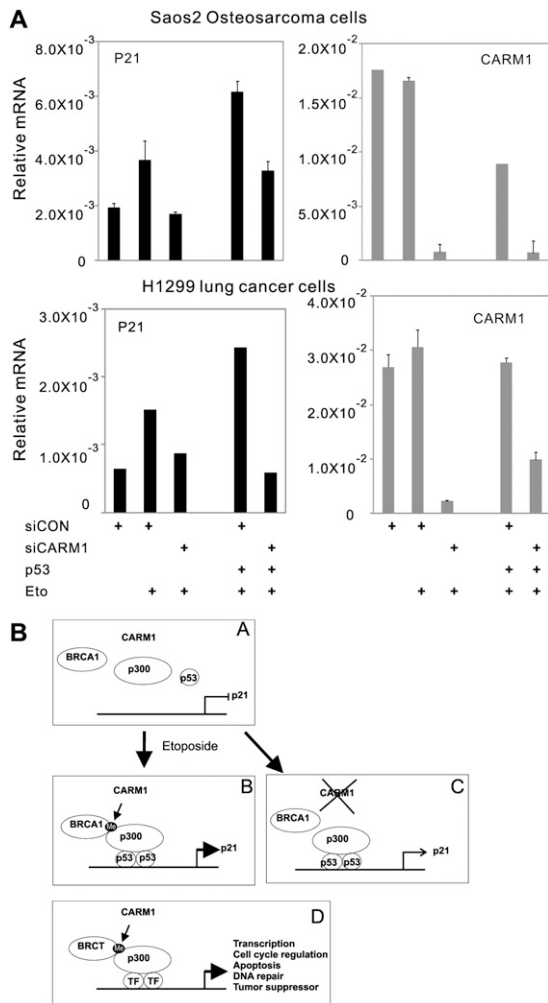 A
Saos2 Osteosarcoma cells
P21
CARM1
Relative mRNA
8.0X10 -3
6.0X10 -3
4.0X10 -3
2.0X10 -3
0
2.0X10 -2
1.5X10 -2
1.0X10 -2
5.0X10 -3
0
H1299 lung cancer cells
P21
CARM1
Relative mRNA
3.0X10 -3
2.0X10 -3
1.0X10 -3
0
4.0X10 -2
3.0X10 -2
2.0X10 -2
1.0X10 -2
0
siCON + + + + + +
siCARM1 + + + +
p53 + + + +
Eto + + + + + + + +
B
A
CARM1
BRCA1
p300
p53
p21
Etoposide
B
CARM1
BRCA1
Me
p300
p53 p53
p21
C
CARM1
BRCA1
p300
p53 p53
p21
D
CARM1
BRCT
Me
p300
TF TF
Transcription
Cell cycle regulation
Apoptosis
DNA repair
Tumor suppressor